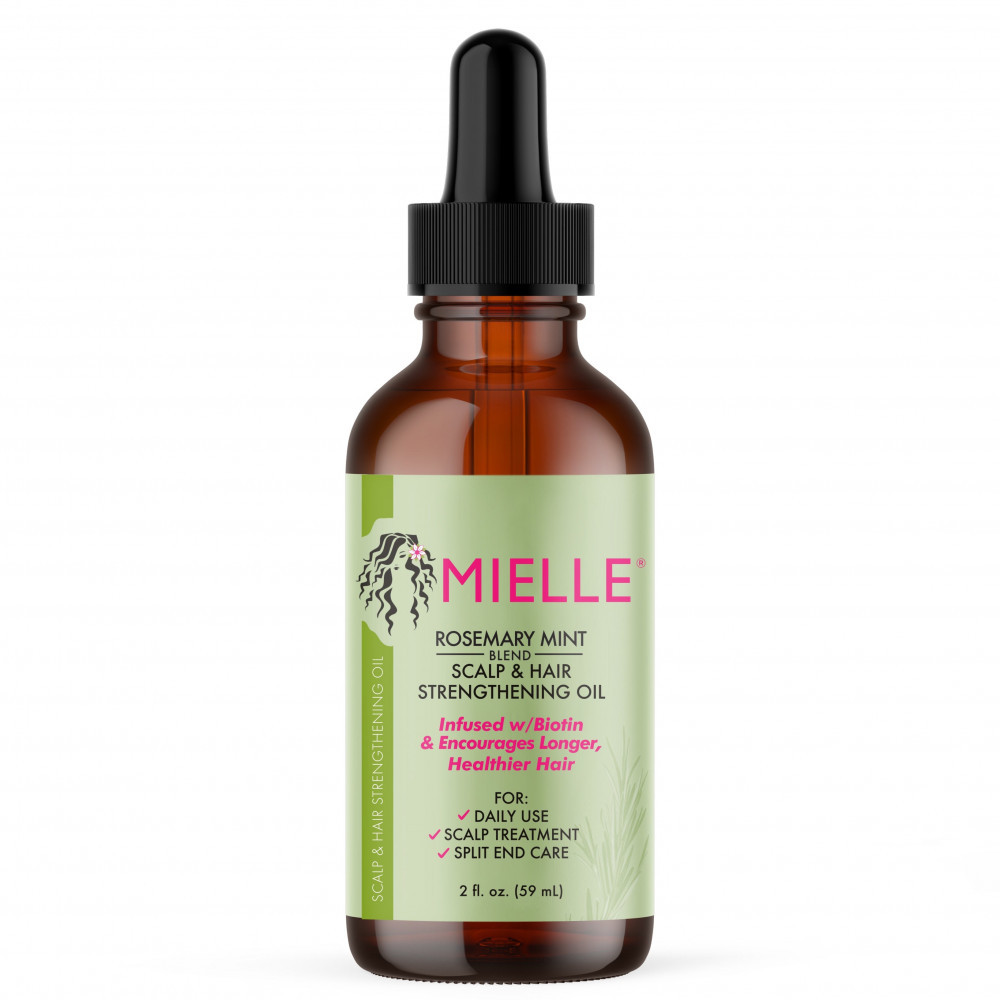 MIELLE®
ROSEMARY MINT
BLEND
SCALP & HAIR
STRENGTHENING OIL
Infused w/Biotin
& Encourages Longer,
Healthier Hair
FOR:
✓ DAILY USE
✓ SCALP TREATMENT
✓ SPLIT END CARE
2 fl. oz. (59 mL)
SCALP & HAIR STRENGTHENING OIL